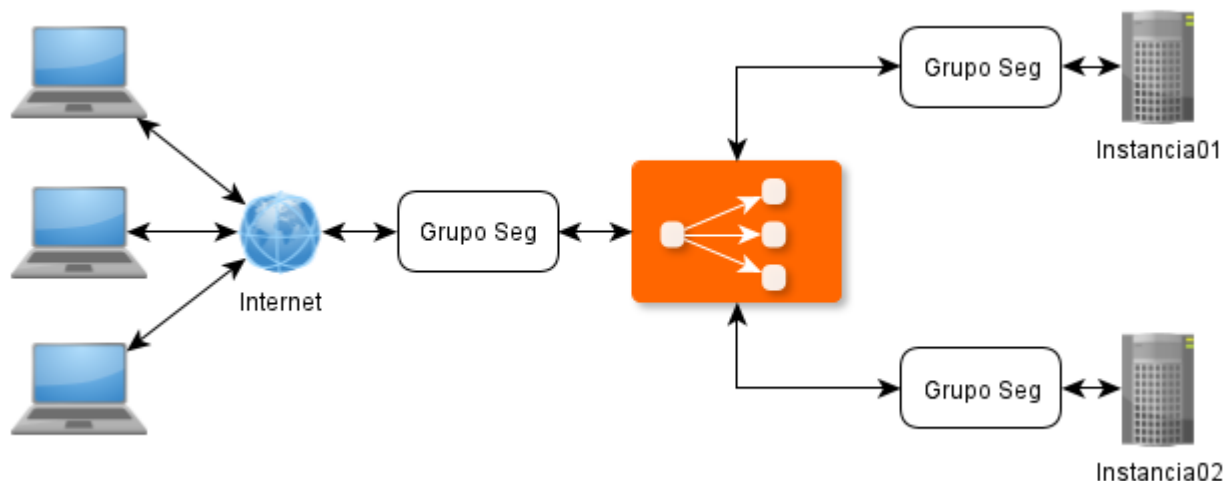 Grupo Seg
Instancia01
Grupo Seg
Internet
Grupo Seg
Instancia02